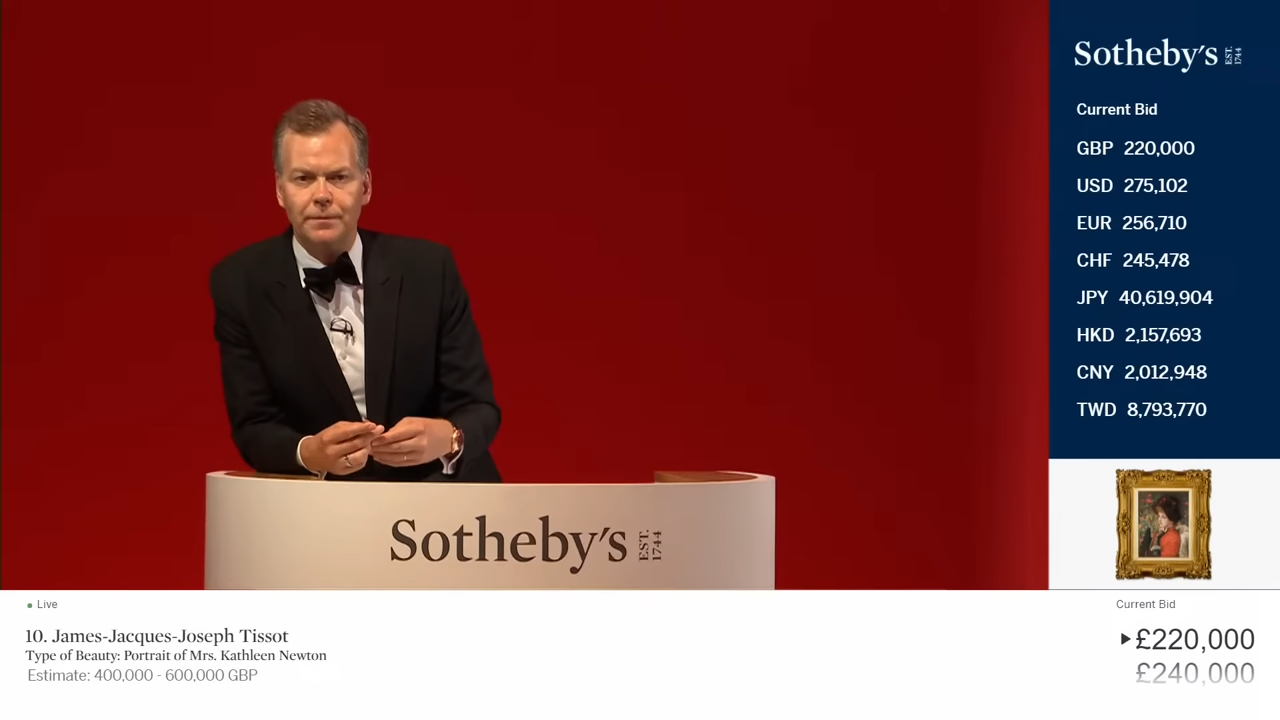 Sotheby's EST. 1744
Current Bid
GBP 220,000
USD 275,102
EUR 256,710
CHF 245,478
JPY 40,619,904
HKD 2,157,693
CNY 2,012,948
TWD 8,793,770
Sotheby's EST. 1744
Live
10. James-Jacques-Joseph Tissot
Type of Beauty: Portrait of Mrs. Kathleen Newton
Estimate: 400,000 - 600,000 GBP
Current Bid
£220,000
£240,000